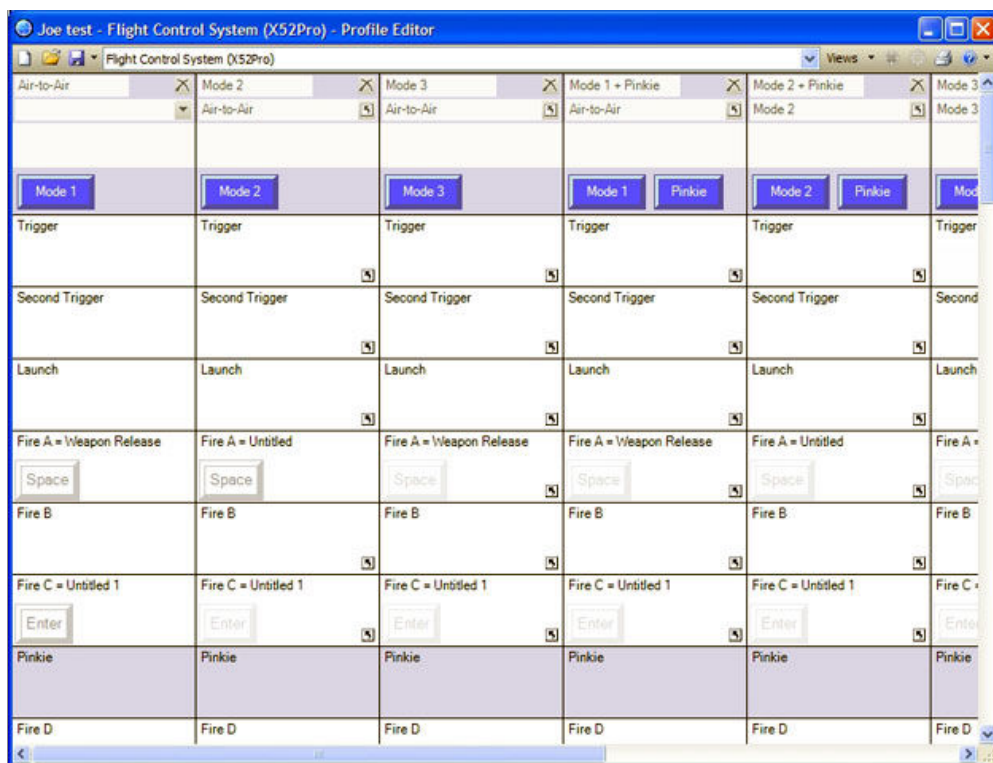 Joe test - Flight Control System (X52Pro) - Profile Editor
Flight Control System (X52Pro) Views
Air-to-Air Mode 2 Mode 3 Mode 1 + Pinkie Mode 2 + Pinkie Mode 3
Air-to-Air Air-to-Air Air-to-Air Mode 2 Mode 3
Mode 1 Mode 2 Mode 3 Mode 1 Pinkie Mode 2 Pinkie Mod
Trigger Trigger Trigger Trigger Trigger Trigger
Second Trigger Second Trigger Second Trigger Second Trigger Second Trigger Second
Launch Launch Launch Launch Launch Launch
Fire A = Weapon Release Fire A = Untitled Fire A = Weapon Release Fire A = Weapon Release Fire A = Untitled Fire A =
Space Space Space Space Space Spac
Fire B Fire B Fire B Fire B Fire B Fire B
Fire C = Untitled 1 Fire C = Untitled 1 Fire C = Untitled 1 Fire C = Untitled 1 Fire C = Untitled 1 Fire C =
Enter Enter Enter Enter Enter Ente
Pinkie Pinkie Pinkie Pinkie Pinkie Pinkie
Fire D Fire D Fire D Fire D Fire D Fire D